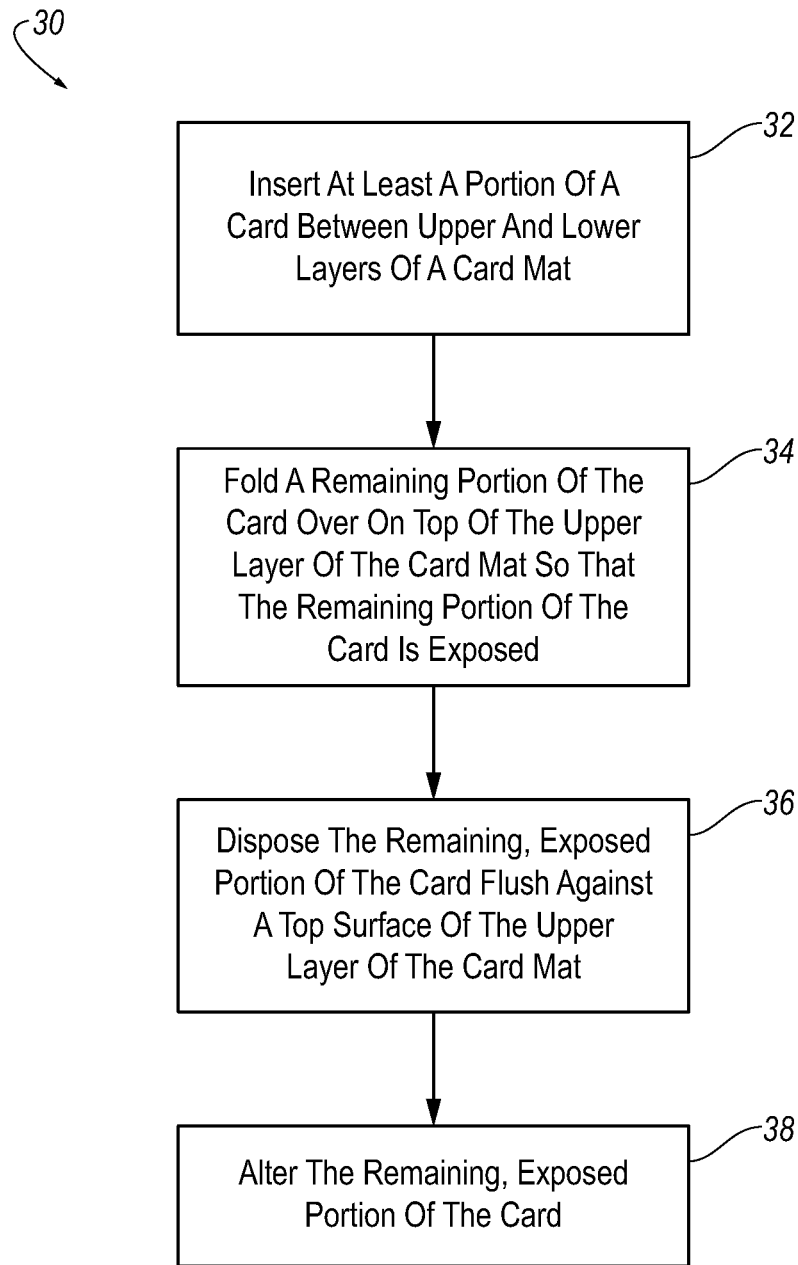 30
32
Insert At Least A Portion Of A
Card Between Upper And Lower
Layers Of A Card Mat
34
Fold A Remaining Portion Of The
Card Over On Top Of The Upper
Layer Of The Card Mat So That
The Remaining Portion Of The
Card Is Exposed
36
Dispose The Remaining, Exposed
Portion Of The Card Flush Against
A Top Surface Of The Upper
Layer Of The Card Mat
38
Alter The Remaining, Exposed
Portion Of The Card